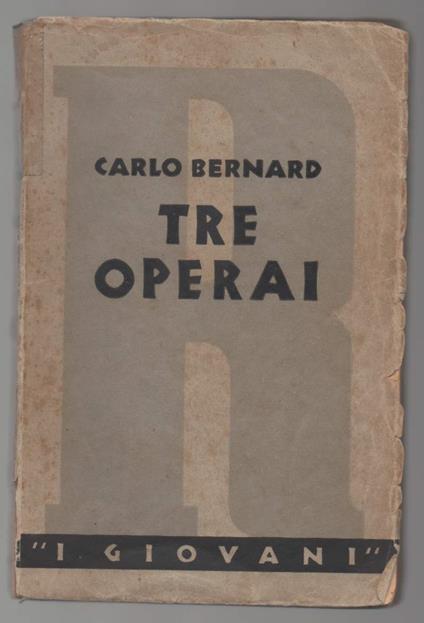 R
CARLO BERNARD
TRE
OPERAI
"I GIOVANI"